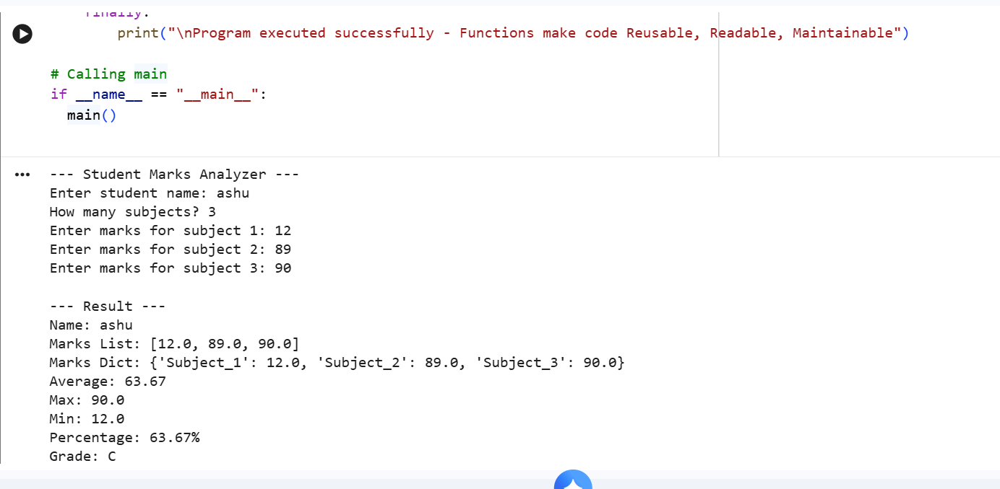 finally:
print("\nProgram executed successfully - Functions make code Reusable, Readable, Maintainable")
# Calling main
if __name__ == "__main__":
main()
--- Student Marks Analyzer ---
Enter student name: ashu
How many subjects? 3
Enter marks for subject 1: 12
Enter marks for subject 2: 89
Enter marks for subject 3: 90
--- Result ---
Name: ashu
Marks List: [12.0, 89.0, 90.0]
Marks Dict: {'Subject_1': 12.0, 'Subject_2': 89.0, 'Subject_3': 90.0}
Average: 63.67
Max: 90.0
Min: 12.0
Percentage: 63.67%
Grade: C